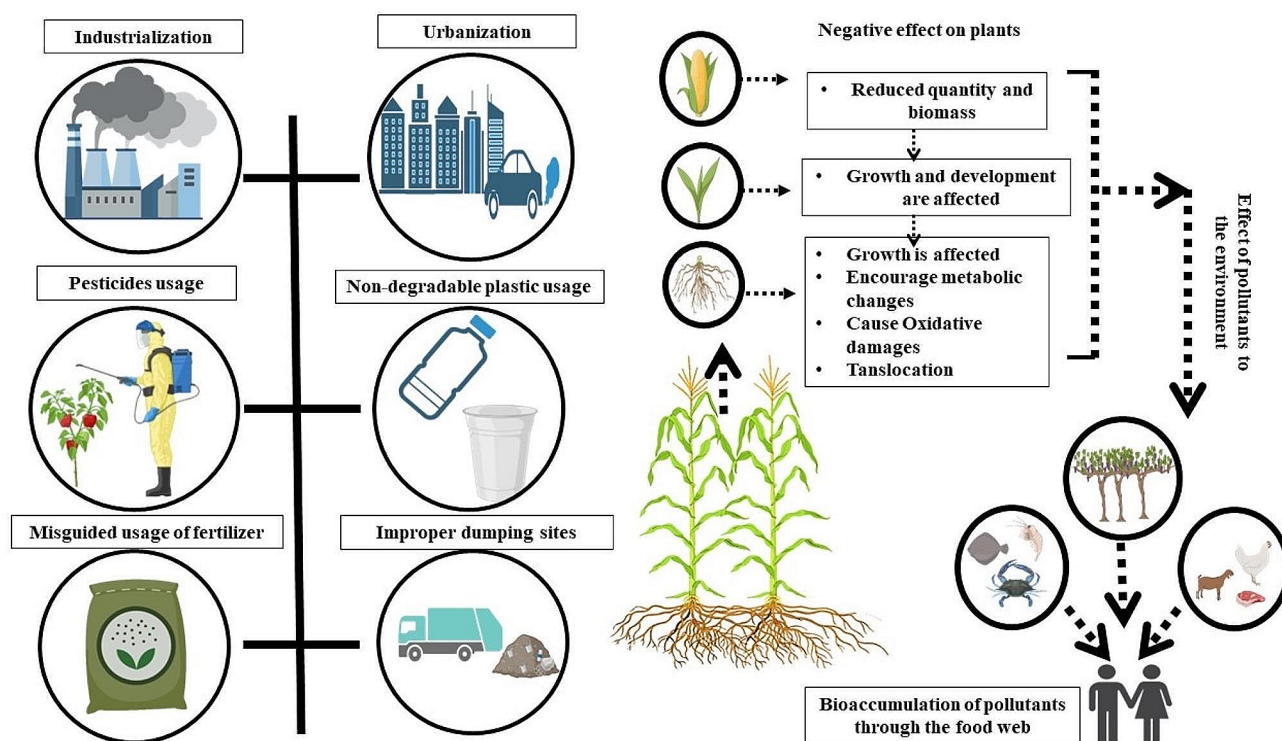 Industrialization
Urbanization
Pesticides usage
Non-degradable plastic usage
Misguided usage of fertilizer
Improper dumping sites
Negative effect on plants
• Reduced quantity and
biomass
• Growth and development
are affected
• Growth is affected
• Encourage metabolic
changes
• Cause Oxidative
damages
• Tanslocation
Effect of pollutants to
the environment
Bioaccumulation of pollutants
through the food web